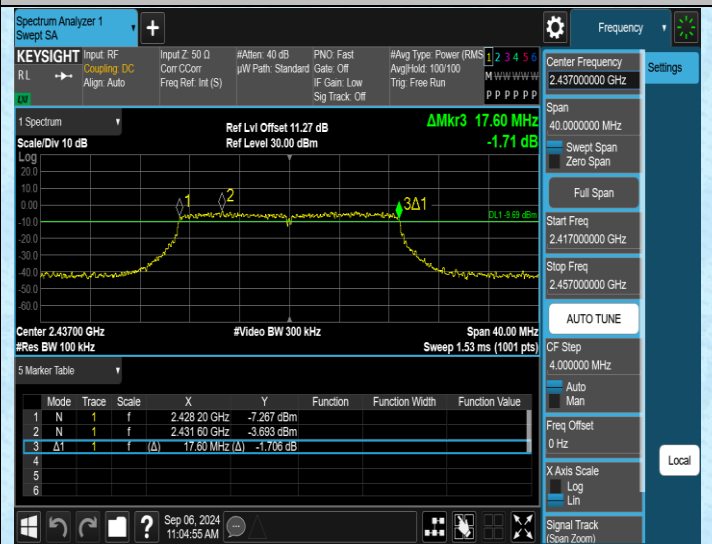 Spectrum Analyzer 1
Swept SA
Frequency
KEYSIGHT Input: RF
Coupling: DC
Align: Auto
RL
LXI
Input Z: 50 Ω
Corr CCorr
Freq Ref: Int (S)
#Atten: 40 dB
µW Path: Standard
PNO: Fast
Gate: Off
IF Gain: Low
Sig Track: Off
#Avg Type: Power (RMS
Avg|Hold: 100/100
Trig: Free Run
1 2 3 4 5 6
M W W W W W
P P P P P P
1 Spectrum
Scale/Div 10 dB
Ref Lvl Offset 11.27 dB
Ref Level 30.00 dBm
ΔMkr3 17.60 MHz
-1.71 dB
Log
20.0
10.0
0.00
-10.0
-20.0
-30.0
-40.0
-50.0
-60.0
1
2
3Δ1
DL1 -9.69 dBm
Center 2.43700 GHz
#Res BW 100 kHz
#Video BW 300 kHz
Span 40.00 MHz
Sweep 1.53 ms (1001 pts)
5 Marker Table
Mode Trace Scale X Y Function Function Width Function Value
1 N 1 f 2.428 20 GHz -7.267 dBm
2 N 1 f 2.431 60 GHz -3.693 dBm
3 Δ1 1 f (Δ) 17.60 MHz (Δ) -1.706 dB
4
5
6
Sep 06, 2024
11:04:55 AM
Center Frequency
2.437000000 GHz
Span
40.0000000 MHz
Swept Span
Zero Span
Full Span
Start Freq
2.417000000 GHz
Stop Freq
2.457000000 GHz
AUTO TUNE
CF Step
4.000000 MHz
Auto
Man
Freq Offset
0 Hz
X Axis Scale
Log
Lin
Signal Track
(Span Zoom)
Settings
Local